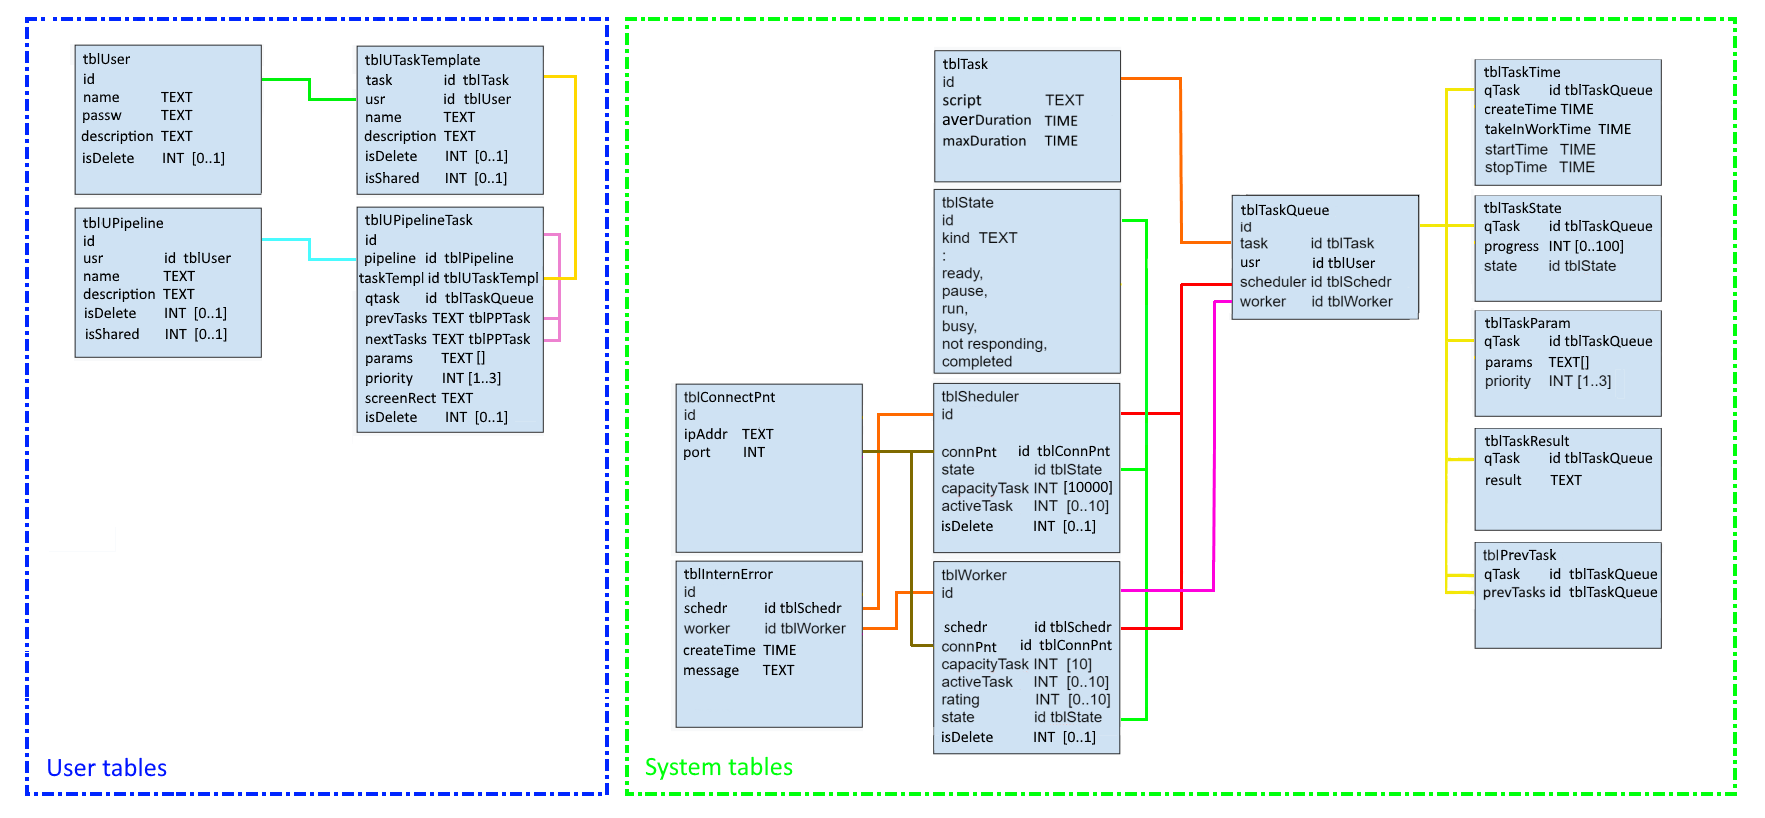 tblUser
id
name TEXT
passw TEXT
description TEXT
isDelete INT [0..1]
tblUTaskTemplate
task id tblTask
usr id tblUser
name TEXT
description TEXT
isDelete INT [0..1]
isShared INT [0..1]
tblUPipeline
id
usr id tblUser
name TEXT
description TEXT
isDelete INT [0..1]
isShared INT [0..1]
tblUPipelineTask
id
pipeline id tblPipeline
taskTempl id tblUTaskTempl
qtask id tblTaskQueue
prevTasks TEXT tblPPTask
nextTasks TEXT tblPPTask
params TEXT []
priority INT [1..3]
screenRect TEXT
isDelete INT [0..1]
User tables
tblTask
id
script TEXT
averDuration TIME
maxDuration TIME
tblState
id
kind TEXT
:
ready,
pause,
run,
busy,
not responding,
completed
tblConnectPnt
id
ipAddr TEXT
port INT
tblSheduler
id
connPnt id tblConnPnt
state id tblState
capacityTask INT [10000]
activeTask INT [0..10]
isDelete INT [0..1]
tblInternError
id
schedr id tblSchedr
worker id tblWorker
createTime TIME
message TEXT
tblWorker
id
schedr id tblSchedr
connPnt id tblConnPnt
capacityTask INT [10]
activeTask INT [0..10]
rating INT [0..10]
state id tblState
isDelete INT [0..1]
tblTaskQueue
id
task id tblTask
usr id tblUser
scheduler id tblSchedr
worker id tblWorker
tblTaskTime
qTask id tblTaskQueue
createTime TIME
takeInWorkTime TIME
startTime TIME
stopTime TIME
tblTaskState
qTask id tblTaskQueue
progress INT [0..100]
state id tblState
tblTaskParam
qTask id tblTaskQueue
params TEXT[]
priority INT [1..3]
tblTaskResult
qTask id tblTaskQueue
result TEXT
tblPrevTask
qTask id tblTaskQueue
prevTasks id tblTaskQueue
System tables